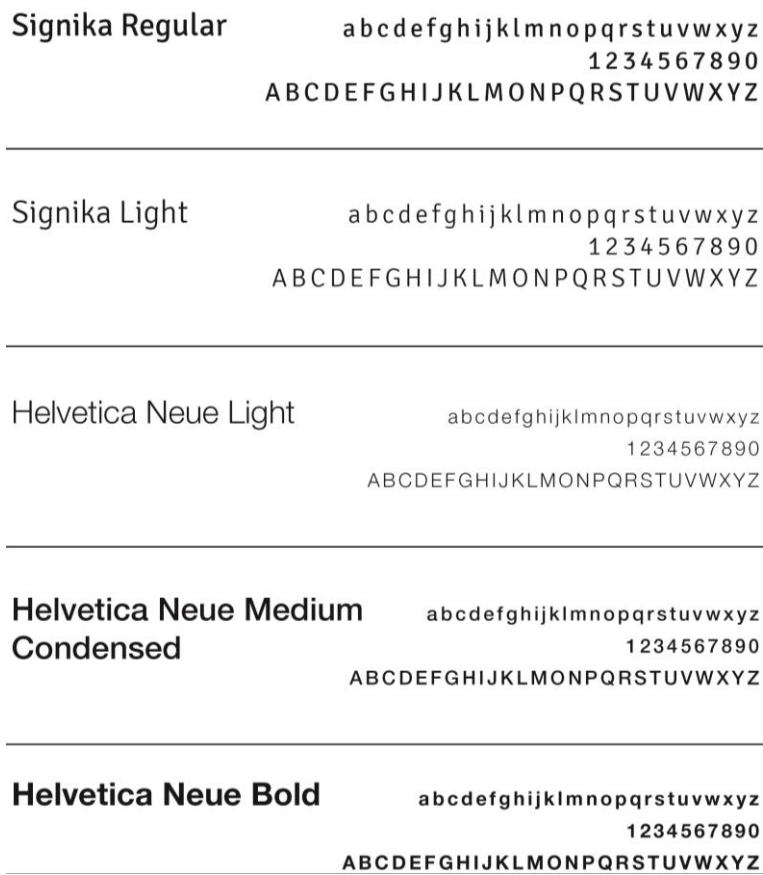 Signika Regular
abcdefghijklmnopqrstuvwxyz
1234567890
ABCDEFGHIJKLMONPQRSTUVWXYZ
Signika Light
abcdefghijklmnopqrstuvwxyz
1234567890
ABCDEFGHIJKLMONPQRSTUVWXYZ
Helvetica Neue Light
abcdefghijklmnopqrstuvwxyz
1234567890
ABCDEFGHIJKLMONPQRSTUVWXYZ
Helvetica Neue Medium
Condensed
abcdefghijklmnopqrstuvwxyz
1234567890
ABCDEFGHIJKLMONPQRSTUVWXYZ
Helvetica Neue Bold
abcdefghijklmnopqrstuvwxyz
1234567890
ABCDEFGHIJKLMONPQRSTUVWXYZ